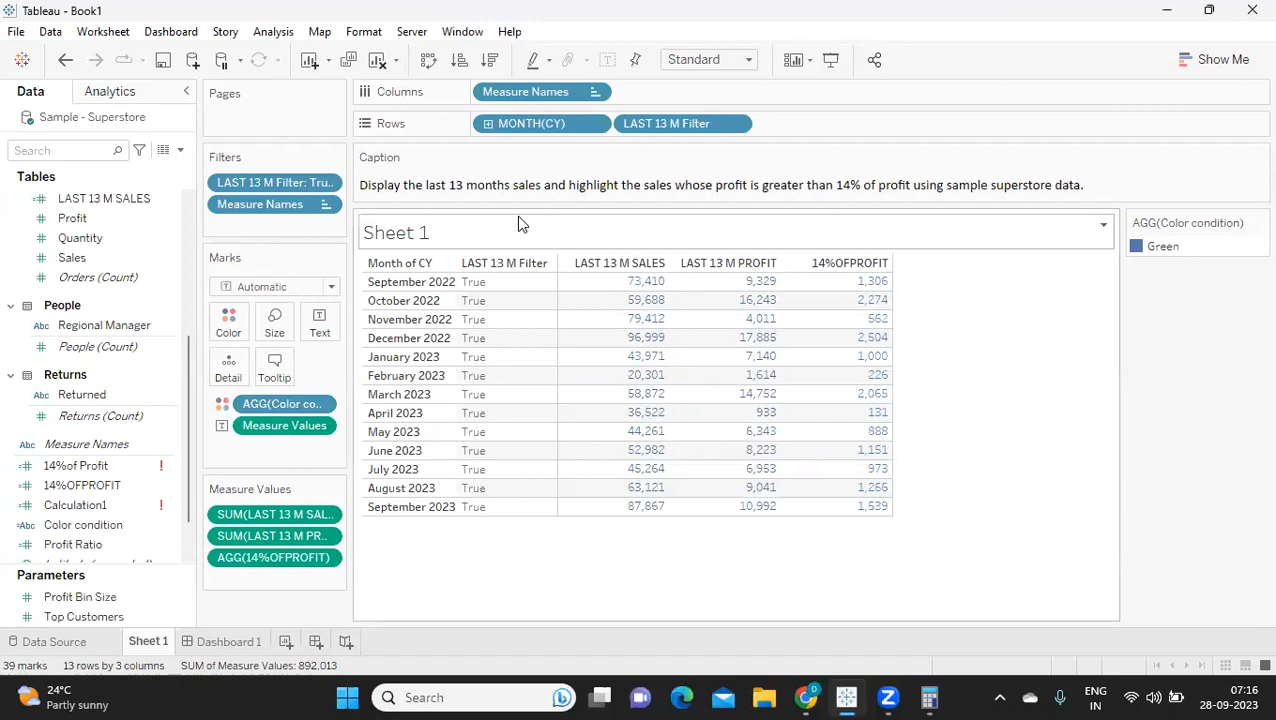 Tableau - Book1
File Data Worksheet Dashboard Story Analysis Map Format Server Window Help
Standard
Show Me
Data Analytics
Sample - Superstore
Search
Tables
LAST 13 M SALES
Profit
Quantity
Sales
Orders (Count)
People
Regional Manager
People (Count)
Returns
Returned
Returns (Count)
Measure Names
14%of Profit !
14%OFPROFIT
Calculation1 !
Color condition
Profit Ratio
Parameters
Profit Bin Size
Top Customers
Pages
Filters
LAST 13 M Filter: Tru..
Measure Names
Marks
Automatic
Color Size Text
Detail Tooltip
AGG(Color co..
Measure Values
Measure Values
SUM(LAST 13 M SAL..
SUM(LAST 13 M PR..
AGG(14%OFPROFIT)
Columns Measure Names
Rows MONTH(CY) LAST 13 M Filter
Caption
Display the last 13 months sales and highlight the sales whose profit is greater than 14% of profit using sample superstore data.
Sheet 1
Month of CY LAST 13 M Filter LAST 13 M SALES LAST 13 M PROFIT 14%OFPROFIT
September 2022 True 73,410 9,329 1,306
October 2022 True 59,688 16,243 2,274
November 2022 True 79,412 4,011 562
December 2022 True 96,999 17,885 2,504
January 2023 True 43,971 7,140 1,000
February 2023 True 20,301 1,614 226
March 2023 True 58,872 14,752 2,065
April 2023 True 36,522 933 131
May 2023 True 44,261 6,343 888
June 2023 True 52,982 8,223 1,151
July 2023 True 45,264 6,953 973
August 2023 True 63,121 9,041 1,266
September 2023 True 87,867 10,992 1,539
AGG(Color condition)
Green
Data Source Sheet 1 Dashboard 1
39 marks 13 rows by 3 columns SUM of Measure Values: 892.013
24°C
Partly sunny
Search
ENG
IN
07:16
28-09-2023